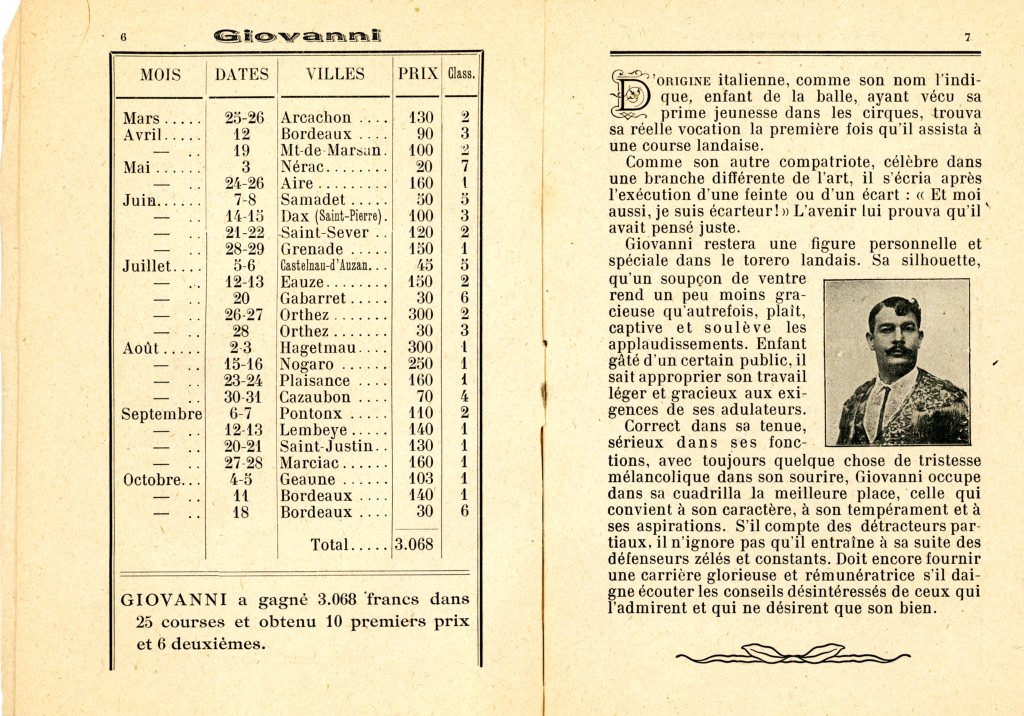 6
Giovanni
MOIS DATES VILLES PRIX Class.
Mars ..... 25-26 Arcachon .... 130 2
Avril .... 12 Bordeaux .... 90 3
— .. 19 Mt-de-Marsan. 100 2
Mai ..... 3 Nérac........ 20 7
— .. 24-26 Aire ......... 160 1
Juin...... 7-8 Samadet ..... 50 5
— .. 14-15 Dax (Saint-Pierre). 100 3
— .. 21-22 Saint-Sever .. 120 2
— .. 28-29 Grenade ..... 150 1
Juillet.... 5-6 Castelnau-d'Auzan... 45 5
— .. 12-13 Eauze........ 150 2
— .. 20 Gabarret ..... 30 6
— .. 26-27 Orthez ....... 300 2
— .. 28 Orthez ....... 30 3
Août ..... 2-3 Hagetmau.... 300 1
— .. 15-16 Nogaro ...... 250 1
— .. 23-24 Plaisance .... 160 1
— .. 30-31 Cazaubon .... 70 4
Septembre 6-7 Pontonx ..... 110 2
— .. 12-13 Lembeye ..... 140 1
— .. 20-21 Saint-Justin.. 130 1
— .. 27-28 Marciac ...... 160 1
Octobre... 4-5 Geaune ...... 103 1
— .. 11 Bordeaux .... 140 1
— .. 18 Bordeaux .... 30 6
Total..... 3.068
GIOVANNI a gagné 3.068 francs dans
25 courses et obtenu 10 premiers prix
et 6 deuxièmes.
7
D'ORIGINE italienne, comme son nom l'indi-
que, enfant de la balle, ayant vécu sa
prime jeunesse dans les cirques, trouva
sa réelle vocation la première fois qu'il assista à
une course landaise.
Comme son autre compatriote, célèbre dans
une branche différente de l'art, il s'écria après
l'exécution d'une feinte ou d'un écart : « Et moi
aussi, je suis écarteur! » L'avenir lui prouva qu'il
avait pensé juste.
Giovanni restera une figure personnelle et
spéciale dans le torero landais. Sa silhouette,
qu'un soupçon de ventre
rend un peu moins gra-
cieuse qu'autrefois, plaît,
captive et soulève les
applaudissements. Enfant
gâté d'un certain public, il
sait approprier son travail
léger et gracieux aux exi-
gences de ses adulateurs.
Correct dans sa tenue,
sérieux dans ses fonc-
tions, avec toujours quelque chose de tristesse
mélancolique dans son sourire, Giovanni occupe
dans sa cuadrilla la meilleure place, celle qui
convient à son caractère, à son tempérament et à
ses aspirations. S'il compte des détracteurs par-
tiaux, il n'ignore pas qu'il entraîne à sa suite des
défenseurs zélés et constants. Doit encore fournir
une carrière glorieuse et rémunératrice s'il dai-
gne écouter les conseils désintéressés de ceux qui
l'admirent et qui ne désirent que son bien.